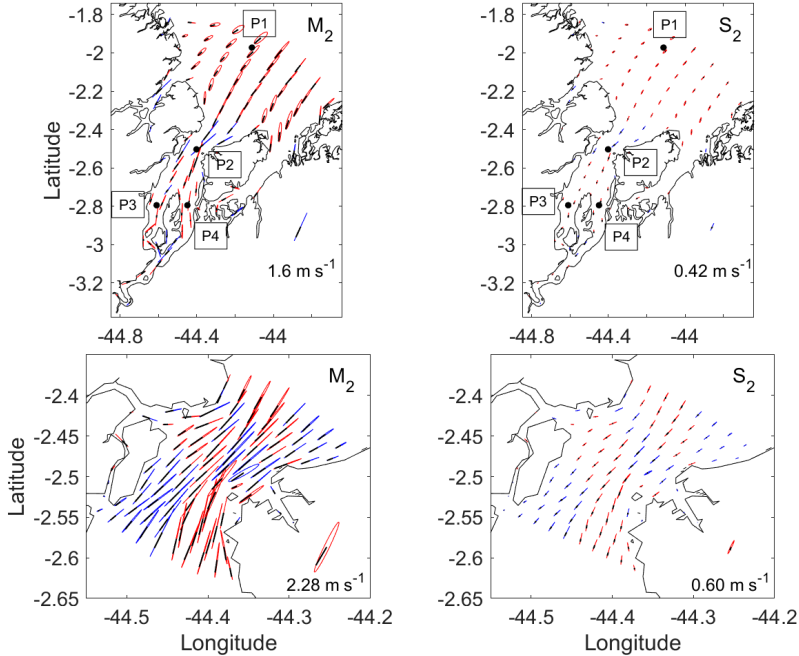 M₂
P1
P2
P3
P4
1.6 m s⁻¹
Latitude
-1.8
-2
-2.2
-2.4
-2.6
-2.8
-3
-3.2
-44.8
-44.4
-44
S₂
P1
P2
P3
P4
0.42 m s⁻¹
Latitude
-1.8
-2
-2.2
-2.4
-2.6
-2.8
-3
-3.2
-44.8
-44.4
-44
M₂
2.28 m s⁻¹
Latitude
-2.4
-2.45
-2.5
-2.55
-2.6
-2.65
-44.5
-44.4
-44.3
-44.2
Longitude
S₂
0.60 m s⁻¹
-2.4
-2.45
-2.5
-2.55
-2.6
-2.65
-44.5
-44.4
-44.3
-44.2
Longitude